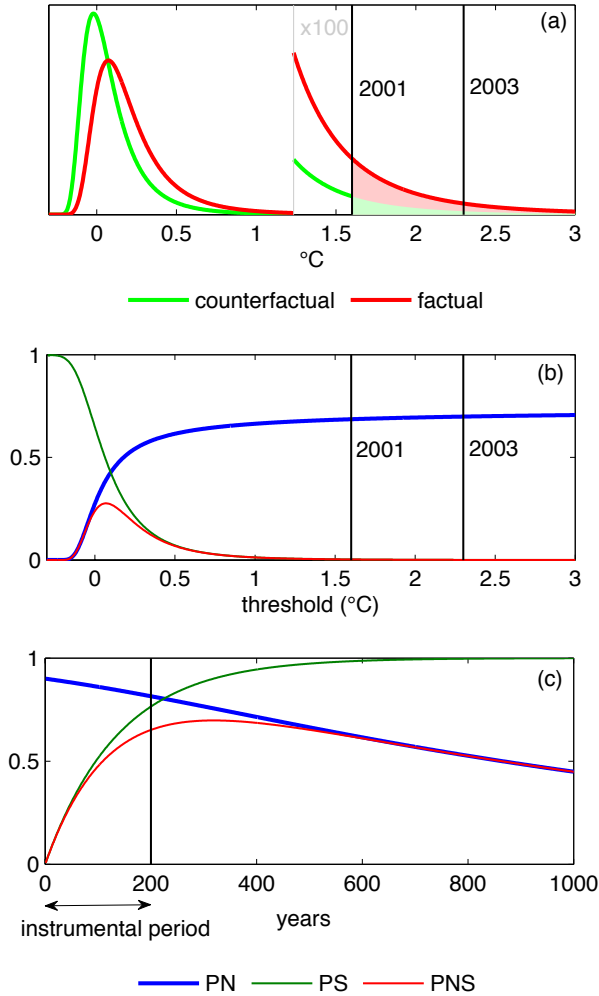 (a)
x100
2001 2003
0 0.5 1 1.5 2 2.5 3
°C
counterfactual factual
1
(b)
0.5
2001 2003
0
0 0.5 1 1.5 2 2.5 3
threshold (°C)
1
(c)
0.5
0
0 200 400 600 800 1000
instrumental period years
PN PS PNS